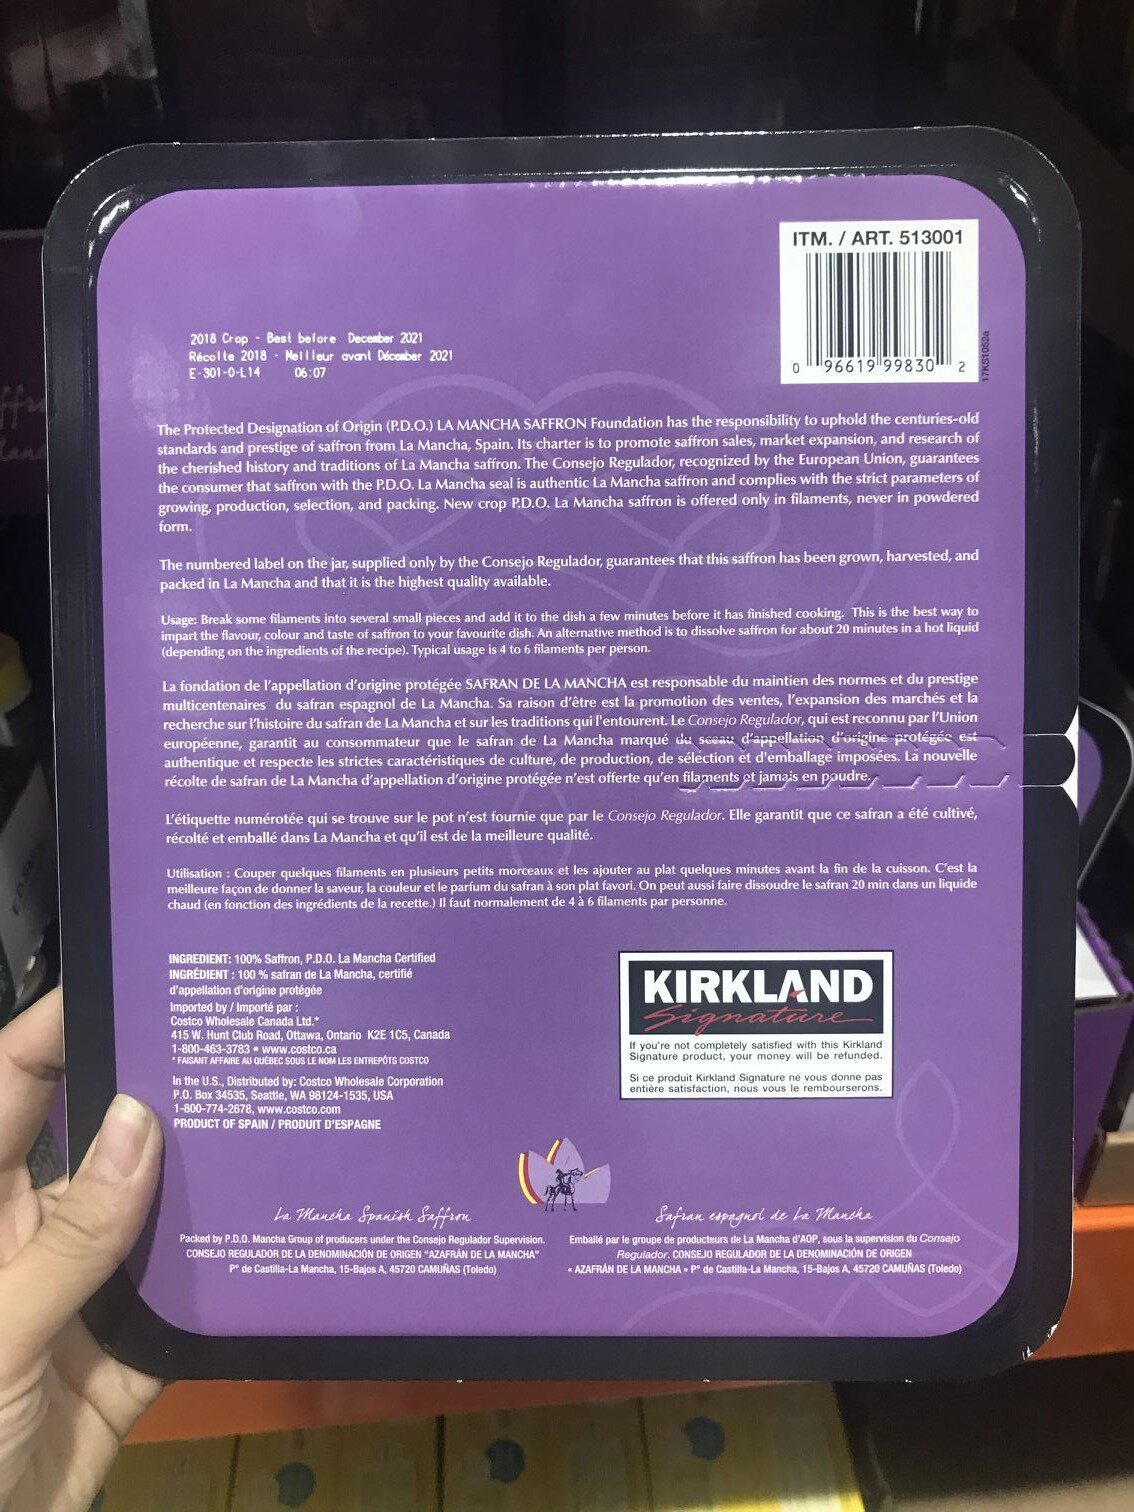 ITM. / ART. 513001
0 96619 99830 2
17KS1052a
2018 Crop - Best before December 2021
Récolte 2018 - Meilleur avant Décember 2021
E-301-0-L14 06:07
The Protected Designation of Origin (P.D.O.) LA MANCHA SAFFRON Foundation has the responsibility to uphold the centuries-old
standards and prestige of saffron from La Mancha, Spain. Its charter is to promote saffron sales, market expansion, and research of
the cherished history and traditions of La Mancha saffron. The Consejo Regulador, recognized by the European Union, guarantees
the consumer that saffron with the P.D.O. La Mancha seal is authentic La Mancha saffron and complies with the strict parameters of
growing, production, selection, and packing. New crop P.D.O. La Mancha saffron is offered only in filaments, never in powdered
form.
The numbered label on the jar, supplied only by the Consejo Regulador, guarantees that this saffron has been grown, harvested, and
packed in La Mancha and that it is the highest quality available.
Usage: Break some filaments into several small pieces and add it to the dish a few minutes before it has finished cooking. This is the best way to
impart the flavour, colour and taste of saffron to your favourite dish. An alternative method is to dissolve saffron for about 20 minutes in a hot liquid
(depending on the ingredients of the recipe). Typical usage is 4 to 6 filaments per person.
La fondation de l'appellation d'origine protégée SAFRAN DE LA MANCHA est responsable du maintien des normes et du prestige
multicentenaires du safran espagnol de La Mancha. Sa raison d'être est la promotion des ventes, l'expansion des marchés et la
recherche sur l'histoire du safran de La Mancha et sur les traditions qui l'entourent. Le Consejo Regulador, qui est reconnu par l'Union
européenne, garantit au consommateur que le safran de La Mancha marqué du sceau d'appellation d'origine protégée est
authentique et respecte les strictes caractéristiques de culture, de production, de sélection et d'emballage imposées. La nouvelle
récolte de safran de La Mancha d'appellation d'origine protégée n'est offerte qu'en filaments et jamais en poudre.
L'étiquette numérotée qui se trouve sur le pot n'est fournie que par le Consejo Regulador. Elle garantit que ce safran a été cultivé,
récolté et emballé dans La Mancha et qu'il est de la meilleure qualité.
Utilisation : Couper quelques filaments en plusieurs petits morceaux et les ajouter au plat quelques minutes avant la fin de la cuisson. C'est la
meilleure façon de donner la saveur, la couleur et le parfum du safran à son plat favori. On peut aussi faire dissoudre le safran 20 min dans un liquide
chaud (en fonction des ingrédients de la recette.) Il faut normalement de 4 à 6 filaments par personne.
INGREDIENT: 100% Saffron, P.D.O. La Mancha Certified
INGRÉDIENT : 100 % safran de La Mancha, certifié
d'appellation d'origine protégée
Imported by / Importé par :
Costco Wholesale Canada Ltd.*
415 W. Hunt Club Road, Ottawa, Ontario K2E 1C5, Canada
1-800-463-3783 • www.costco.ca
* FAISANT AFFAIRE AU QUÉBEC SOUS LE NOM LES ENTREPÔTS COSTCO
In the U.S., Distributed by: Costco Wholesale Corporation
P.O. Box 34535, Seattle, WA 98124-1535, USA
1-800-774-2678, www.costco.com
PRODUCT OF SPAIN / PRODUIT D'ESPAGNE
KIRKLAND
Signature
If you're not completely satisfied with this Kirkland
Signature product, your money will be refunded.
Si ce produit Kirkland Signature ne vous donne pas
entière satisfaction, nous vous le rembourserons.
La Mancha Spanish Saffron
Packed by P.D.O. Mancha Group of producers under the Consejo Regulador Supervision.
CONSEJO REGULADOR DE LA DENOMINACIÓN DE ORIGEN "AZAFRÁN DE LA MANCHA"
Pº de Castilla-La Mancha, 15-Bajos A, 45720 CAMUÑAS (Toledo)
Safran espagnol de La Mancha
Emballé par le groupe de producteurs de La Mancha d'AOP, sous la supervision du Consejo
Regulador. CONSEJO REGULADOR DE LA DENOMINACIÓN DE ORIGEN
« AZAFRÁN DE LA MANCHA » Pº de Castilla-La Mancha, 15-Bajos A, 45720 CAMUÑAS (Toledo)